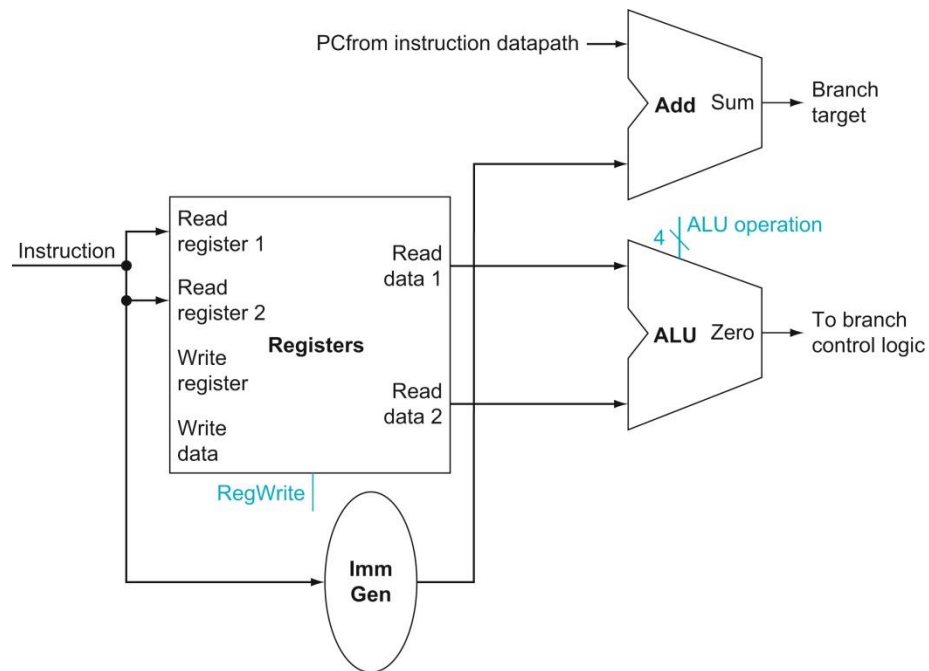 PCfrom instruction datapath
Add
Sum
Branch
target
Instruction
Read
register 1
Read
register 2
Write
register
Write
data
Registers
Read
data 1
Read
data 2
RegWrite
4
ALU operation
ALU
Zero
To branch
control logic
Imm
Gen